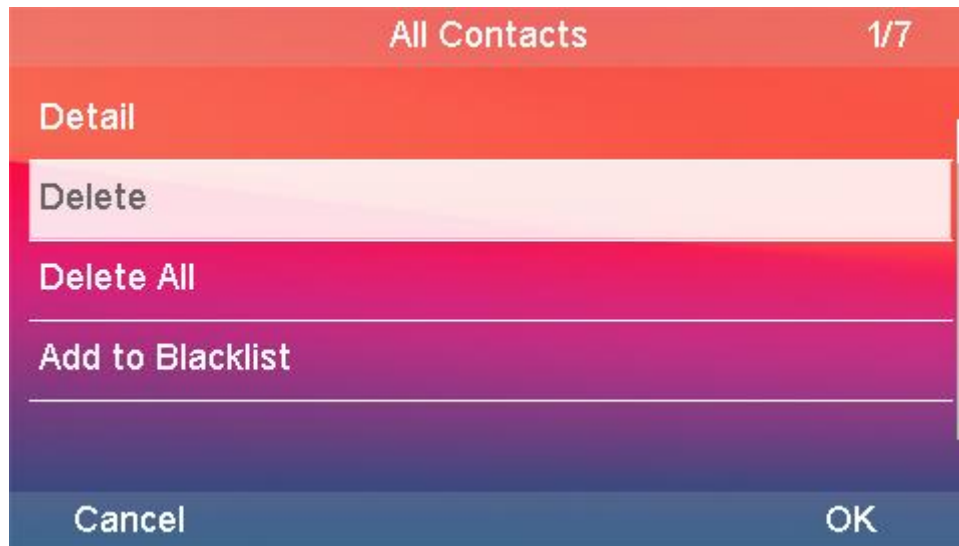 All Contacts 1/7
Detail
Delete
Delete All
Add to Blacklist
Cancel OK